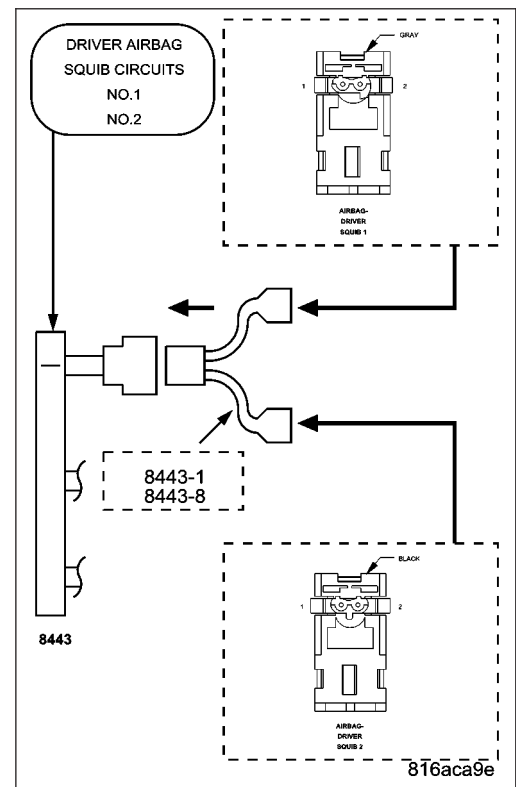 DRIVER AIRBAG
SQUIB CIRCUITS
NO.1
NO.2
GRAY
1
2
AIRBAG-
DRIVER
SQUIB 1
8443-1
8443-8
8443
BLACK
1
2
AIRBAG-
DRIVER
SQUIB 2
816aca9e